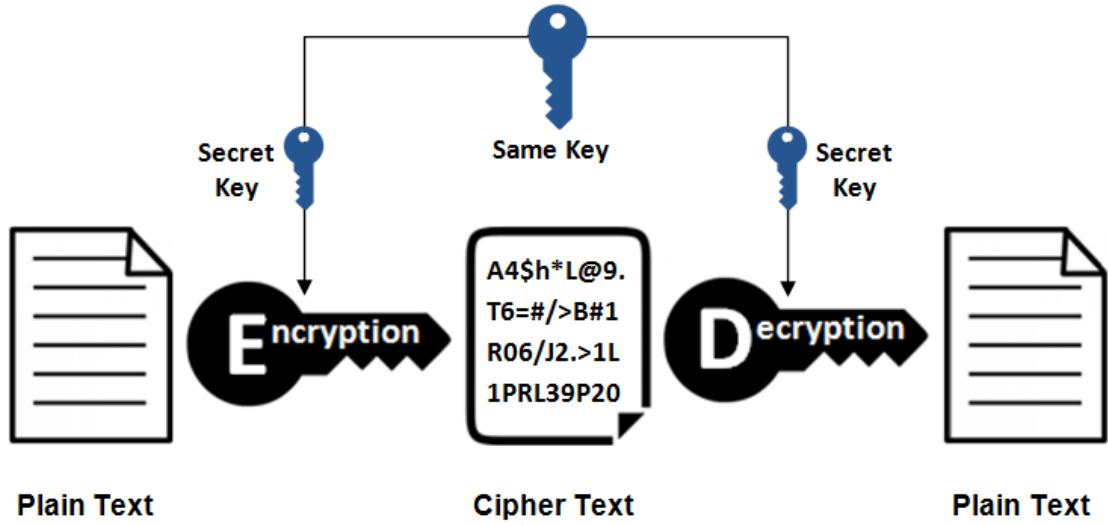 Same Key
Secret
Key
Secret
Key
Encryption
A4$h*L@9.
T6=#/>B#1
R06/J2.>1L
1PRL39P20
Decryption
Plain Text
Cipher Text
Plain Text